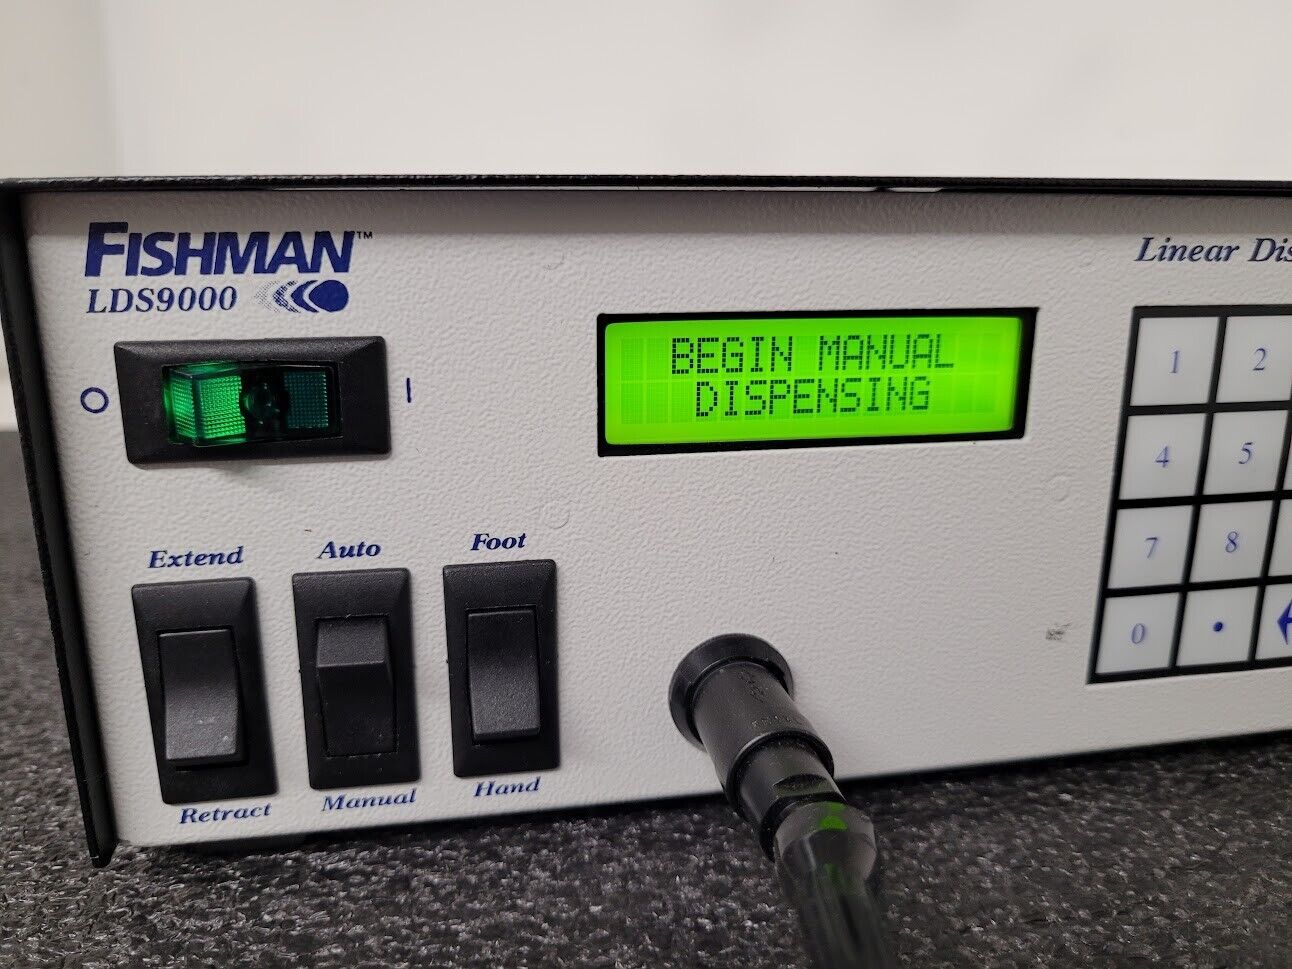 FISHMAN™
LDS9000
Linear Dis
O
I
BEGIN MANUAL
DISPENSING
1 2
4 5
7 8
0 .
Extend
Auto
Foot
Retract
Manual
Hand